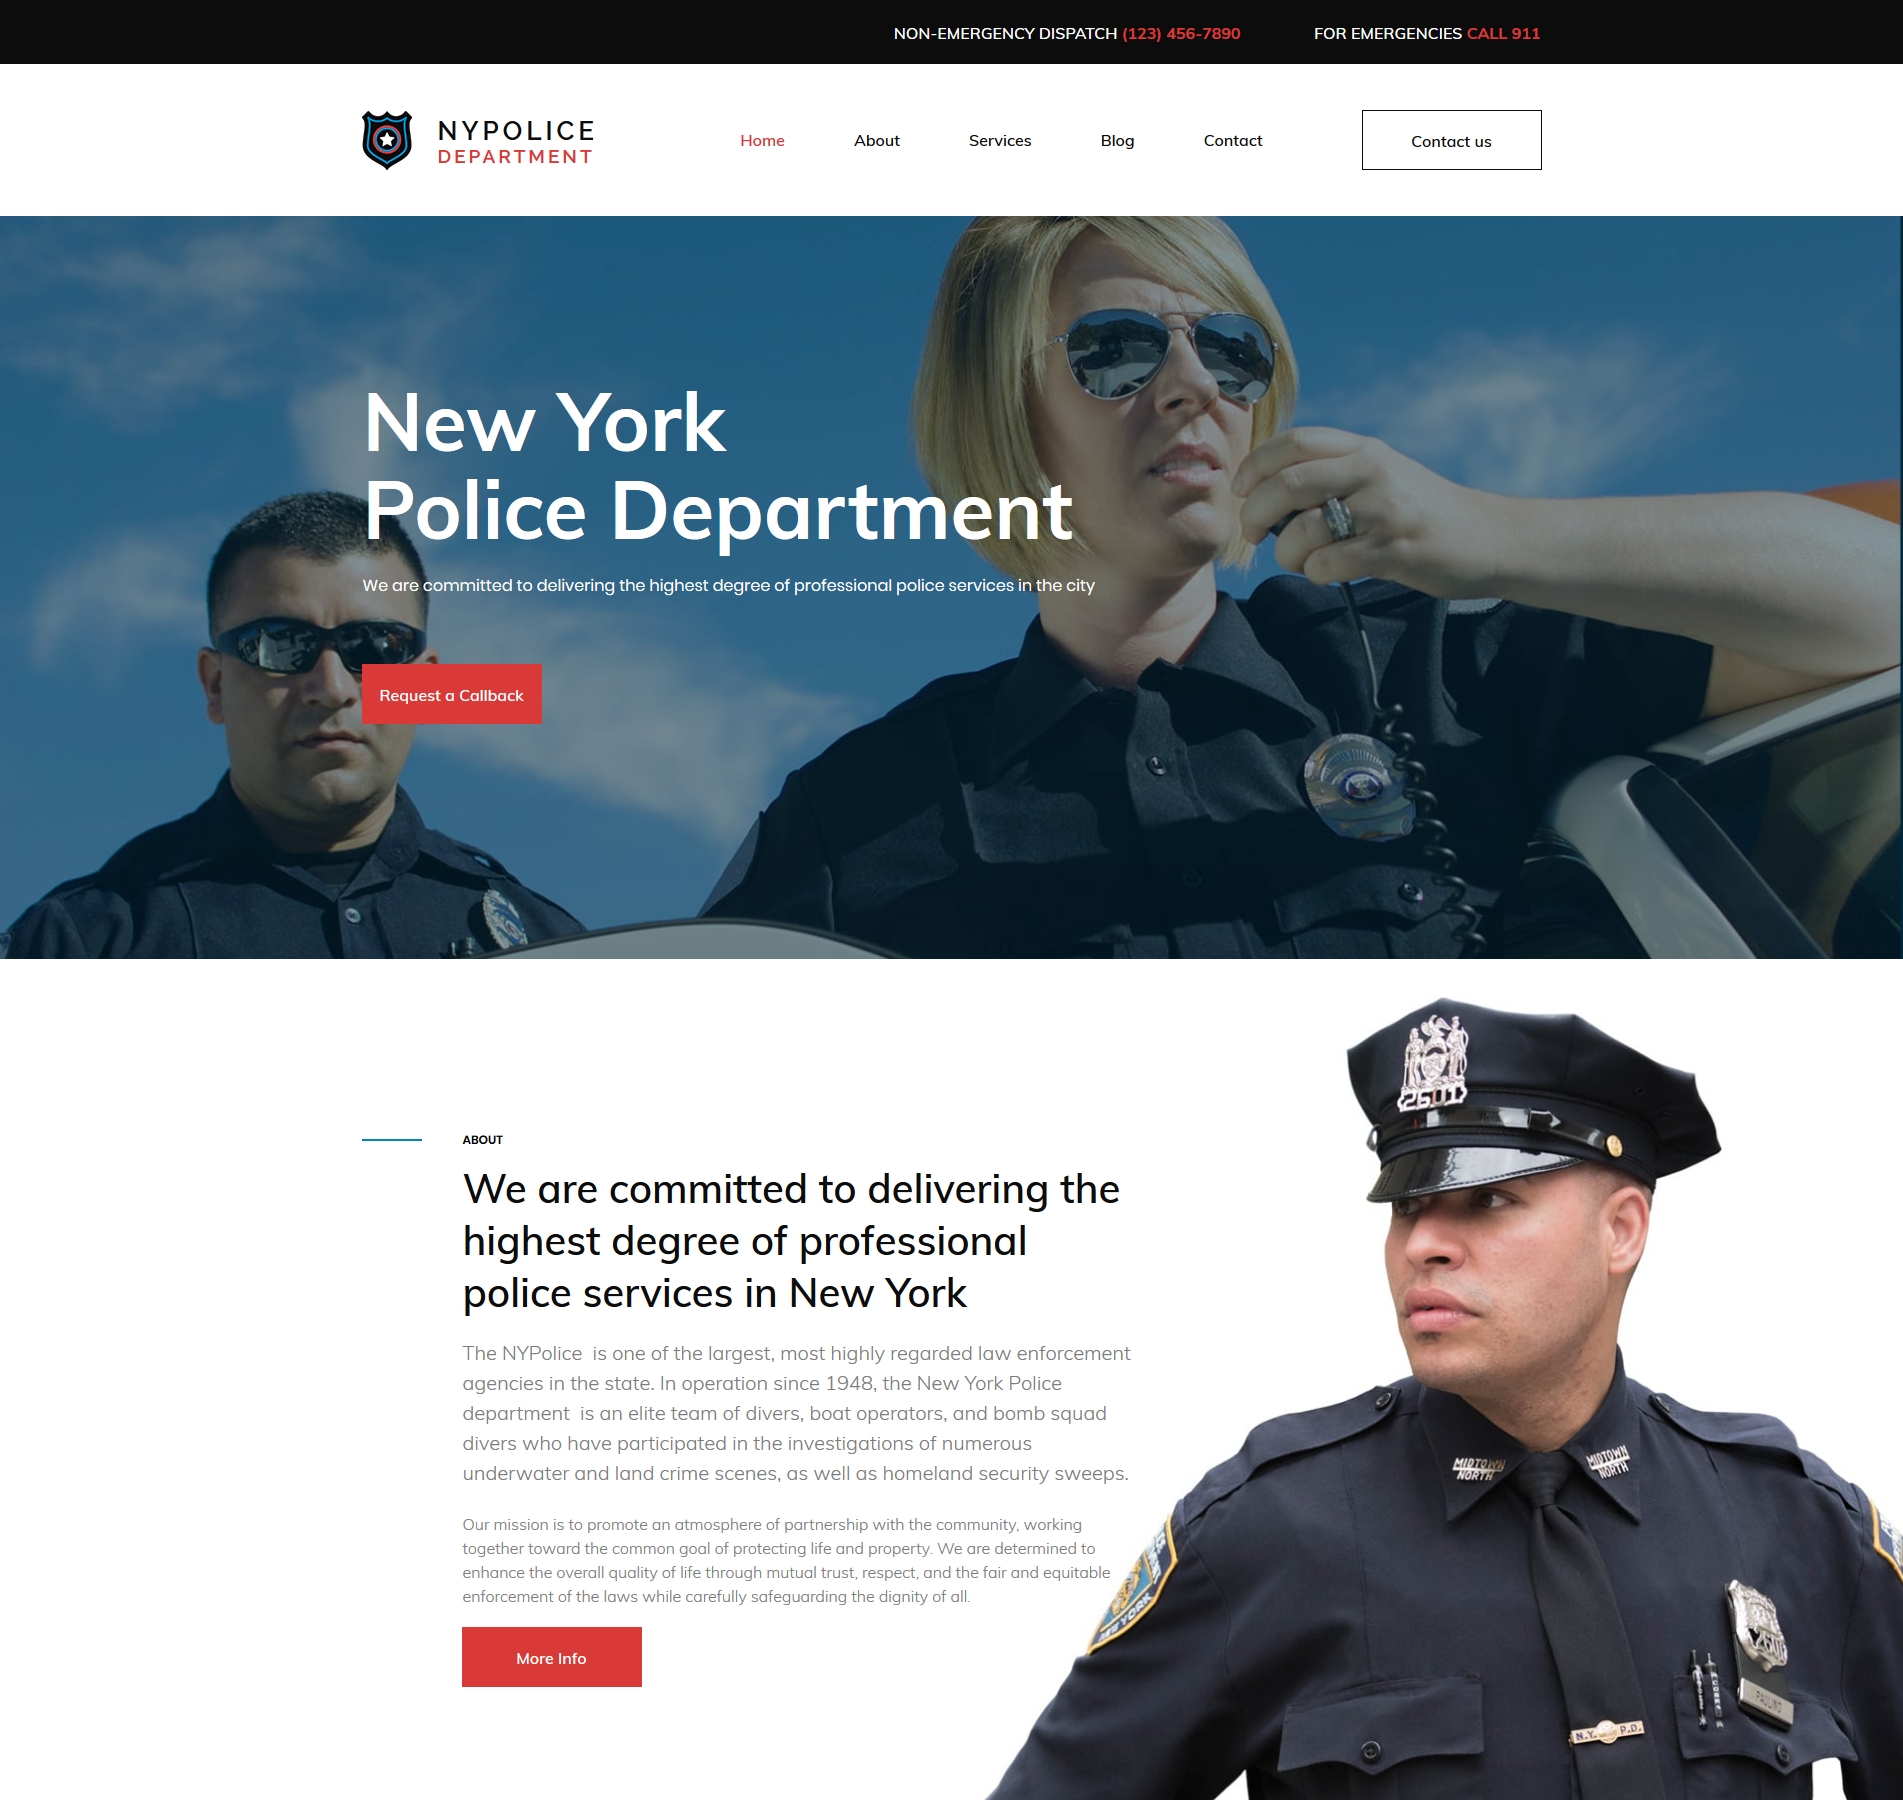 NON-EMERGENCY DISPATCH (123) 456-7890
FOR EMERGENCIES CALL 911
NYPOLICE
DEPARTMENT
Home
About
Services
Blog
Contact
Contact us
New York
Police Department
We are committed to delivering the highest degree of professional police services in the city
Request a Callback
ABOUT
We are committed to delivering the
highest degree of professional
police services in New York
The NYPolice is one of the largest, most highly regarded law enforcement
agencies in the state. In operation since 1948, the New York Police
department is an elite team of divers, boat operators, and bomb squad
divers who have participated in the investigations of numerous
underwater and land crime scenes, as well as homeland security sweeps.
Our mission is to promote an atmosphere of partnership with the community, working
together toward the common goal of protecting life and property. We are determined to
enhance the overall quality of life through mutual trust, respect, and the fair and equitable
enforcement of the laws while carefully safeguarding the dignity of all.
More Info
2601
MIDTOWN
NORTH
MIDTOWN
NORTH
NEW YORK
PAULINO
N.Y. P.D.